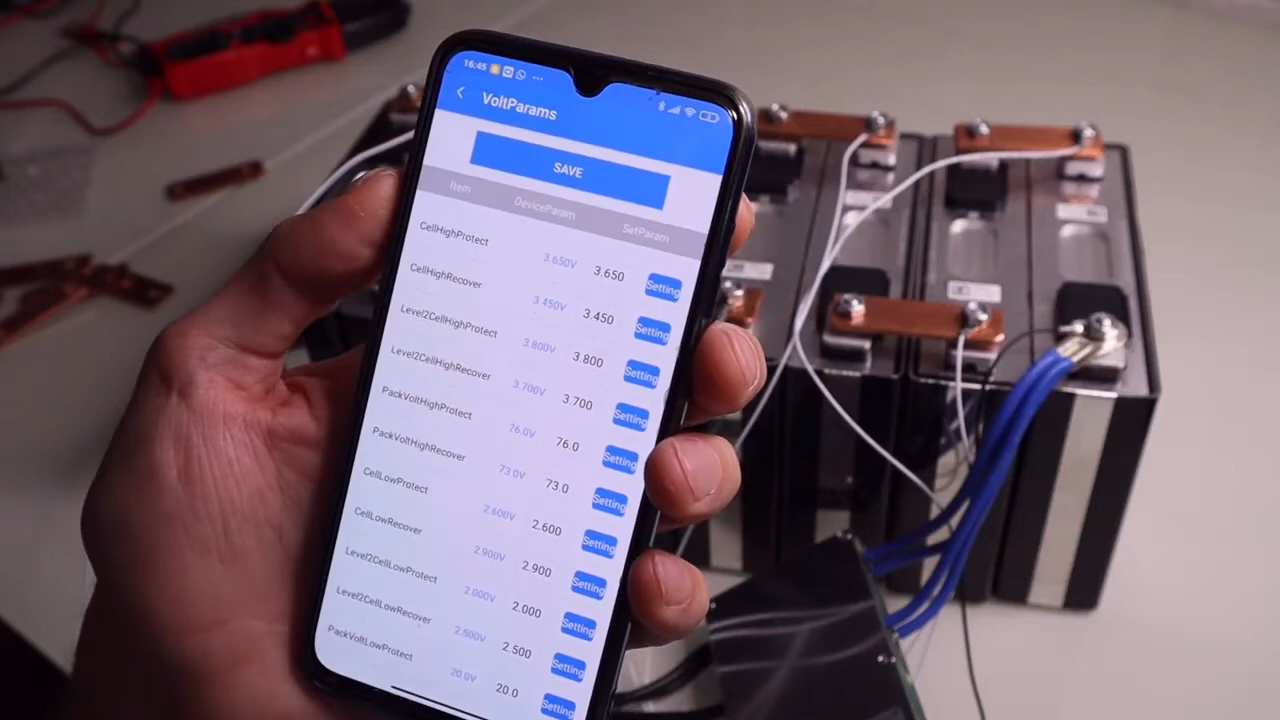 16:45
VoltParams
SAVE
Item DeviceParam SetParam
CellHighProtect 3.650V 3.650 Setting
CellHighRecover 3.450V 3.450 Setting
Level2CellHighProtect 3.800V 3.800 Setting
Level2CellHighRecover 3.700V 3.700 Setting
PackVoltHighProtect 76.0V 76.0 Setting
PackVoltHighRecover 73.0V 73.0 Setting
CellLowProtect 2.600V 2.600 Setting
CellLowRecover 2.900V 2.900 Setting
Level2CellLowProtect 2.000V 2.000 Setting
Level2CellLowRecover 2.500V 2.500 Setting
PackVoltLowProtect 20.0V 20.0 Setting